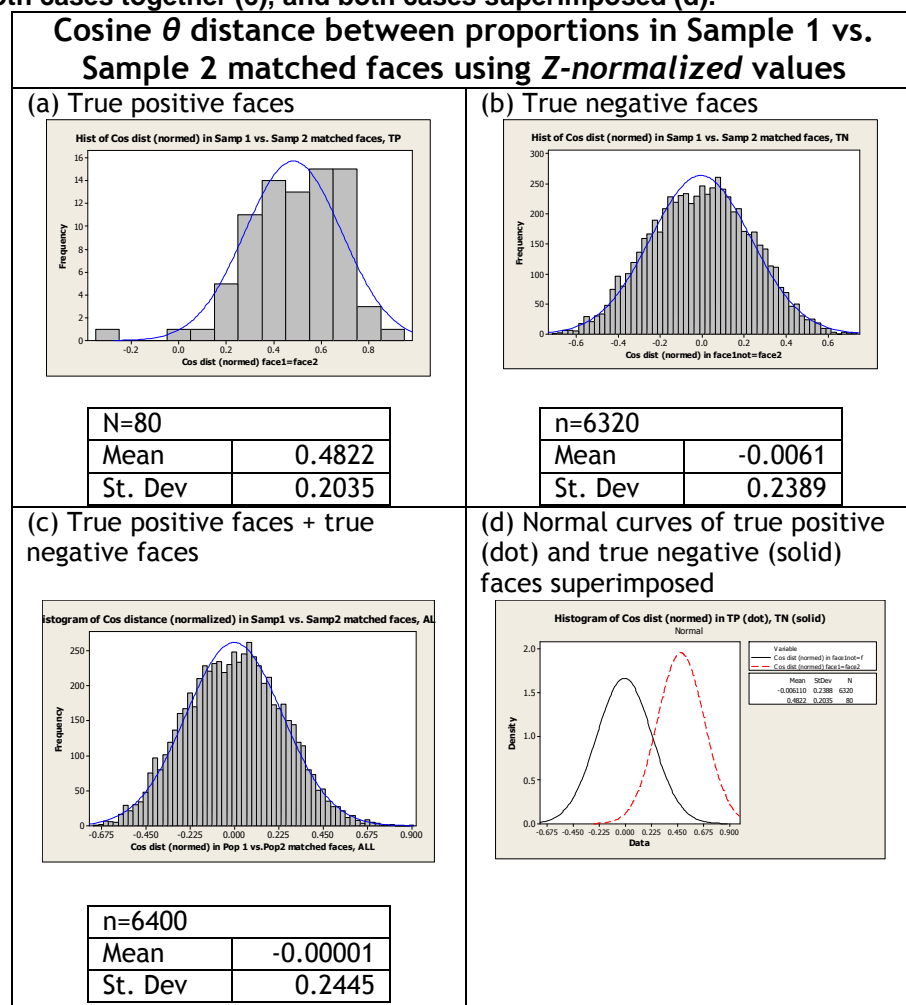 oth cases together (c), and both cases superimposed (d).
Cosine θ distance between proportions in Sample 1 vs.
Sample 2 matched faces using Z-normalized values
(a) True positive faces
Hist of Cos dist (normed) in Samp 1 vs. Samp 2 matched faces, TP
Frequency
16
14
12
10
8
6
4
2
0
-0.2 0.0 0.2 0.4 0.6 0.8
Cos dist (normed) face1=face2
N=80
Mean 0.4822
St. Dev 0.2035
(b) True negative faces
Hist of Cos dist (normed) in Samp 1 vs. Samp 2 matched faces, TN
Frequency
300
250
200
150
100
50
0
-0.6 -0.4 -0.2 0.0 0.2 0.4 0.6
Cos dist (normed) in face1not=face2
n=6320
Mean -0.0061
St. Dev 0.2389
(c) True positive faces + true
negative faces
istogram of Cos distance (normalized) in Samp1 vs. Samp2 matched faces, AL
Frequency
250
200
150
100
50
0
-0.675 -0.450 -0.225 0.000 0.225 0.450 0.675 0.900
Cos dist (normed) in Pop 1 vs.Pop2 matched faces, ALL
n=6400
Mean -0.00001
St. Dev 0.2445
(d) Normal curves of true positive
(dot) and true negative (solid)
faces superimposed
Histogram of Cos dist (normed) in TP (dot), TN (solid)
Normal
Density
2.0
1.5
1.0
0.5
0.0
-0.675 -0.450 -0.225 0.000 0.225 0.450 0.675 0.900
Data
Variable
Cos dist (normed) in face1not=f
Cos dist (normed) face1=face2
Mean StDev N
-0.006110 0.2388 6320
0.4822 0.2035 80